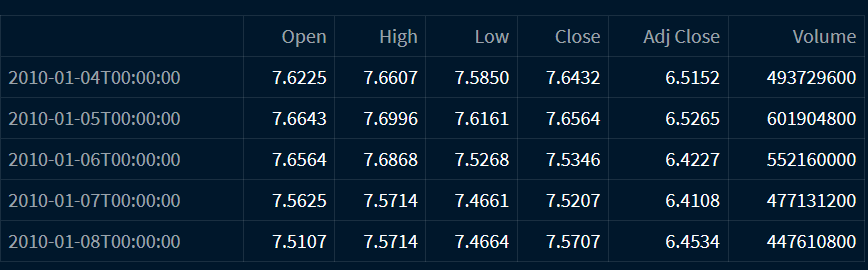 Open High Low Close Adj Close Volume
2010-01-04T00:00:00 7.6225 7.6607 7.5850 7.6432 6.5152 493729600
2010-01-05T00:00:00 7.6643 7.6996 7.6161 7.6564 6.5265 601904800
2010-01-06T00:00:00 7.6564 7.6868 7.5268 7.5346 6.4227 552160000
2010-01-07T00:00:00 7.5625 7.5714 7.4661 7.5207 6.4108 477131200
2010-01-08T00:00:00 7.5107 7.5714 7.4664 7.5707 6.4534 447610800